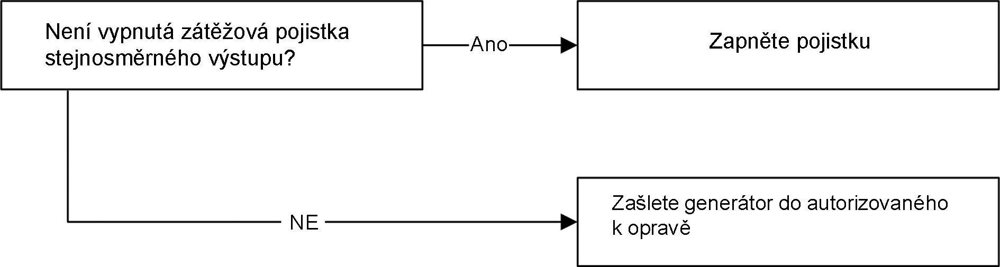 Není vypnutá zátěžová pojistka
stejnosměrného výstupu?
Ano
Zapněte pojistku
NE
Zašlete generátor do autorizovaného
k opravě